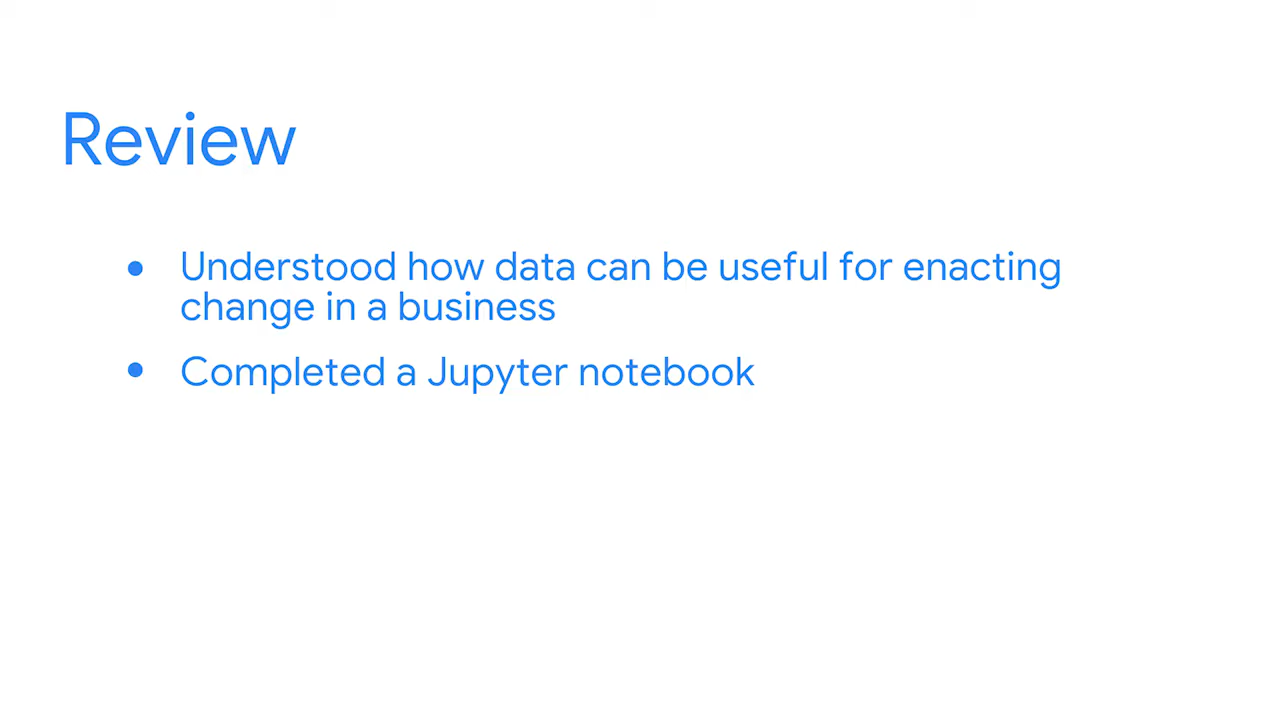 Review
• Understood how data can be useful for enacting
change in a business
• Completed a Jupyter notebook